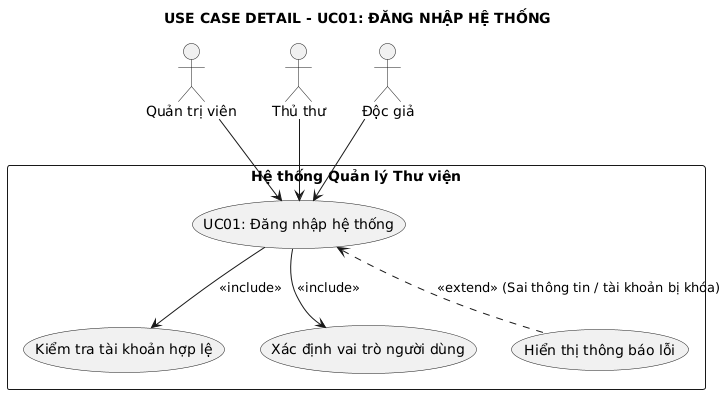 USE CASE DETAIL - UC01: ĐĂNG NHẬP HỆ THỐNG
Quản trị viên
Thủ thư
Độc giả
Hệ thống Quản lý Thư viện
UC01: Đăng nhập hệ thống
«include»
«include»
«extend» (Sai thông tin / tài khoản bị khóa)
Kiểm tra tài khoản hợp lệ
Xác định vai trò người dùng
Hiển thị thông báo lỗi